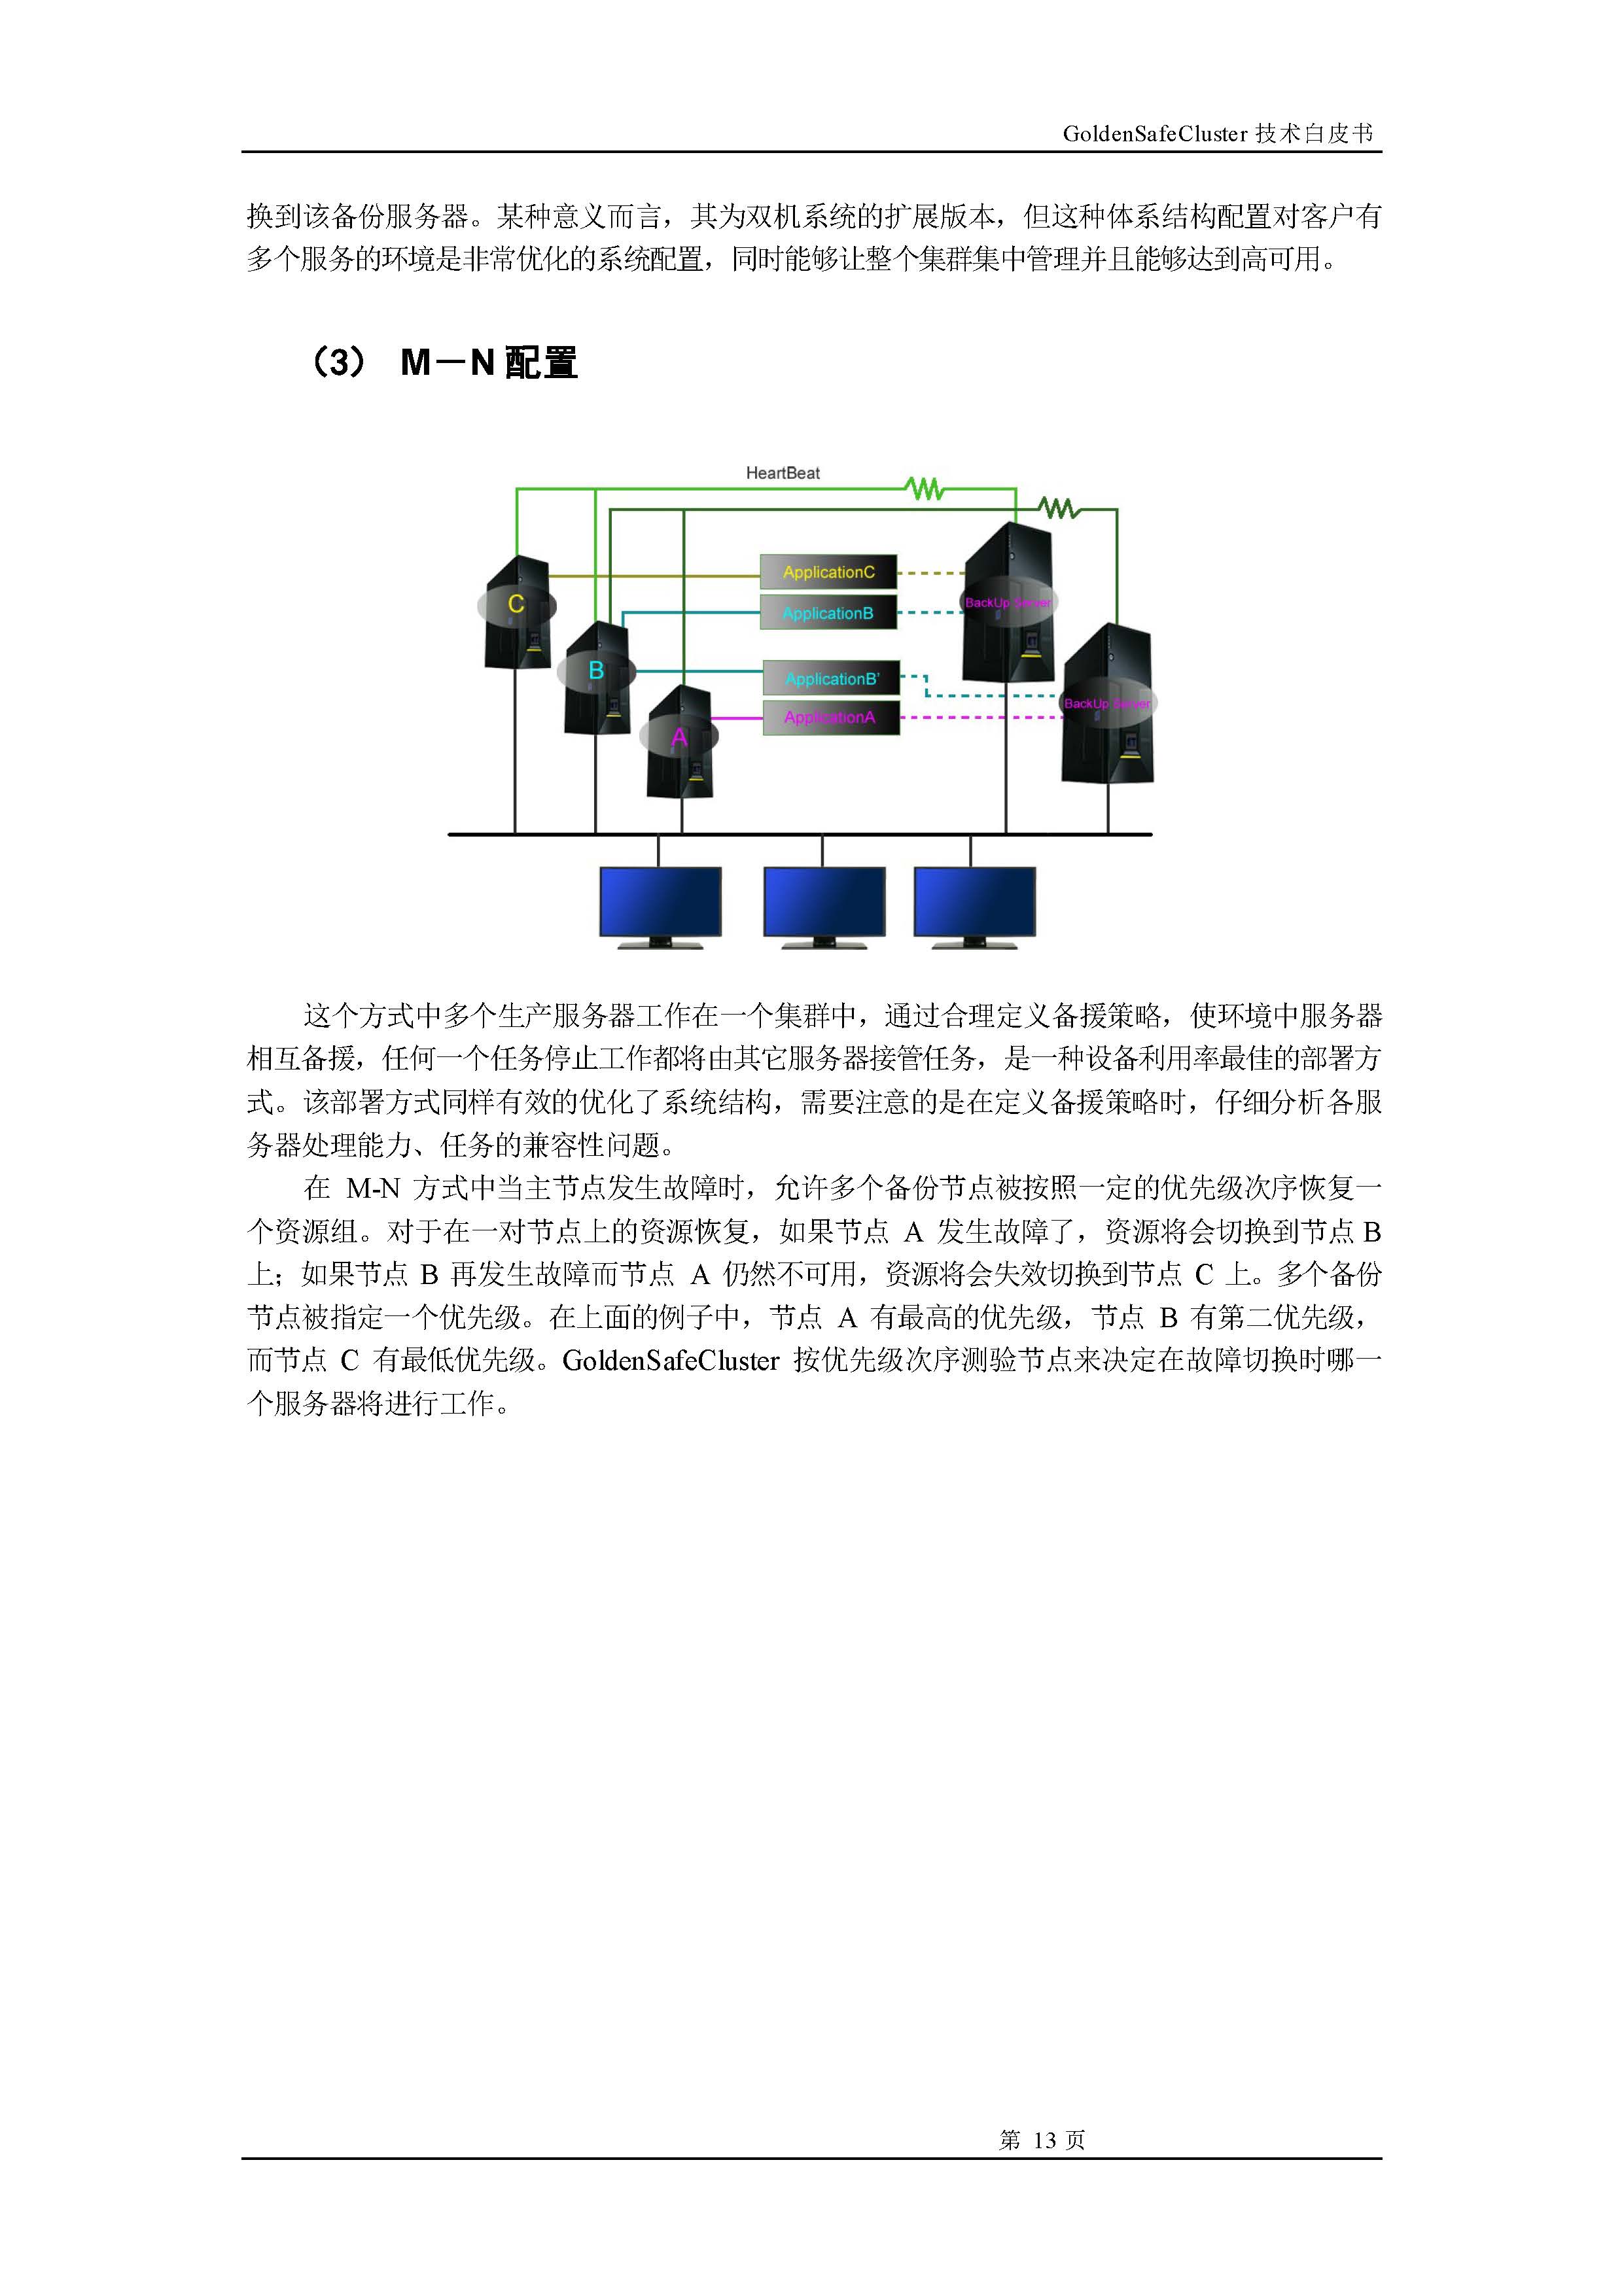 GoldenSafeCluster 技术白皮书
换到该备份服务器。某种意义而言，其为双机系统的扩展版本，但这种体系结构配置对客户有
多个服务的环境是非常优化的系统配置，同时能够让整个集群集中管理并且能够达到高可用。
（3） M－N 配置
HeartBeat
ApplicationC
C
BackUp Server
ApplicationB
B
ApplicationB'
BackUp Server
ApplicationA
A
这个方式中多个生产服务器工作在一个集群中，通过合理定义备援策略，使环境中服务器
相互备援，任何一个任务停止工作都将由其它服务器接管任务，是一种设备利用率最佳的部署方
式。该部署方式同样有效的优化了系统结构，需要注意的是在定义备援策略时，仔细分析各服
务器处理能力、任务的兼容性问题。
在 M-N 方式中当主节点发生故障时，允许多个备份节点被按照一定的优先级次序恢复一
个资源组。对于在一对节点上的资源恢复，如果节点 A 发生故障了，资源将会切换到节点 B
上；如果节点 B 再发生故障而节点 A 仍然不可用，资源将会失效切换到节点 C 上。多个备份
节点被指定一个优先级。在上面的例子中，节点 A 有最高的优先级，节点 B 有第二优先级，
而节点 C 有最低优先级。GoldenSafeCluster 按优先级次序测验节点来决定在故障切换时哪一
个服务器将进行工作。
第 13 页